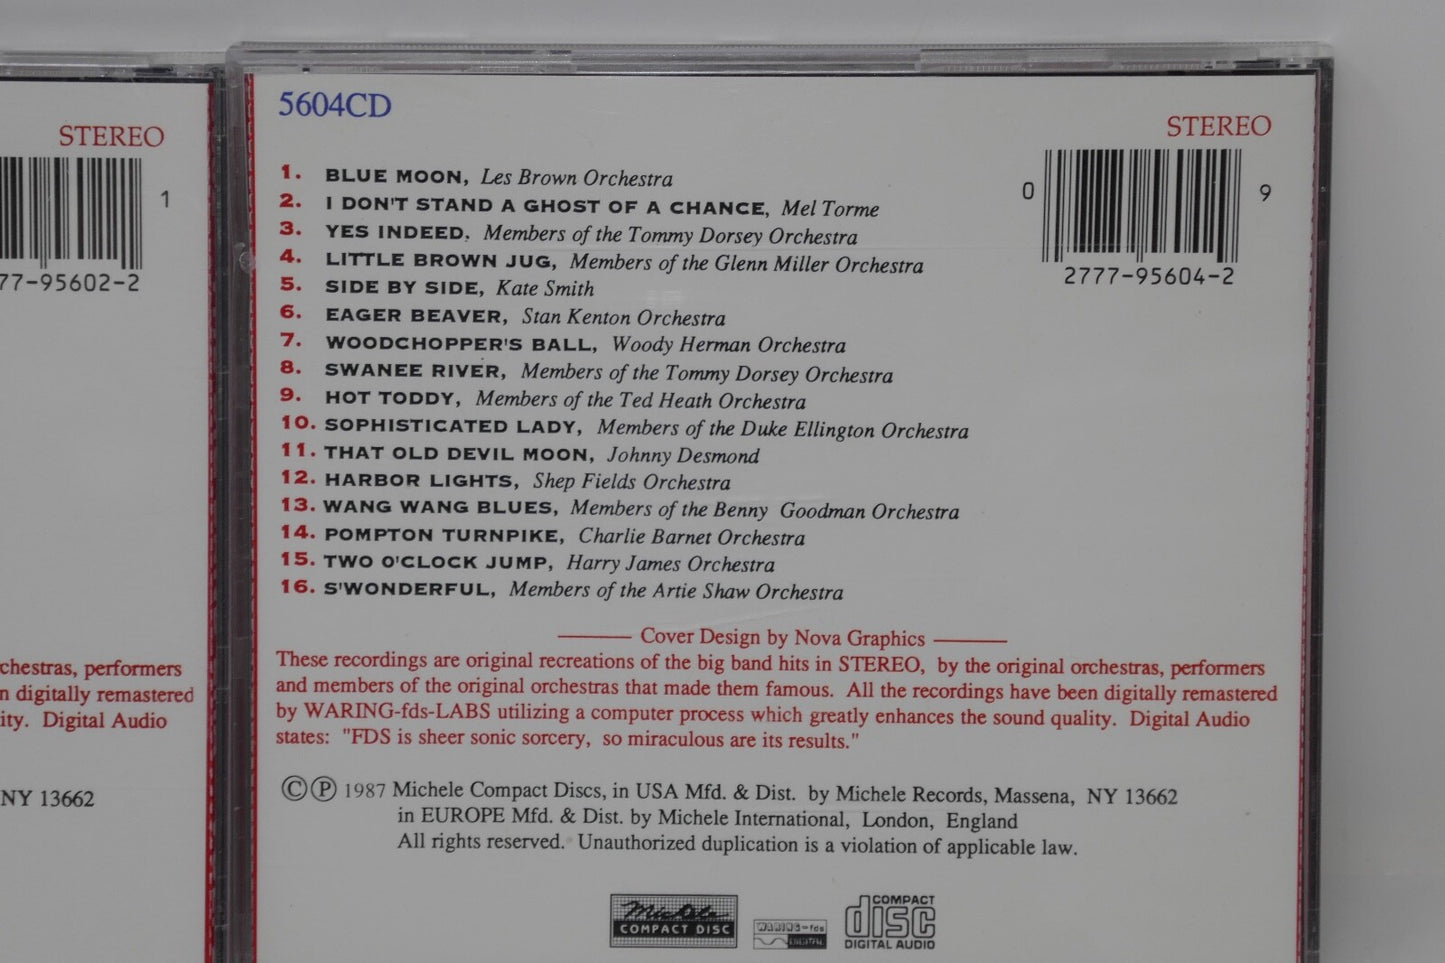 STEREO
1
77-95602-2
chestras, performers
n digitally remastered
ity. Digital Audio
NY 13662
5604CD
STEREO
0 9
2777-95604-2
1. BLUE MOON, Les Brown Orchestra
2. I DON'T STAND A GHOST OF A CHANCE, Mel Torme
3. YES INDEED, Members of the Tommy Dorsey Orchestra
4. LITTLE BROWN JUG, Members of the Glenn Miller Orchestra
5. SIDE BY SIDE, Kate Smith
6. EAGER BEAVER, Stan Kenton Orchestra
7. WOODCHOPPER'S BALL, Woody Herman Orchestra
8. SWANEE RIVER, Members of the Tommy Dorsey Orchestra
9. HOT TODDY, Members of the Ted Heath Orchestra
10. SOPHISTICATED LADY, Members of the Duke Ellington Orchestra
11. THAT OLD DEVIL MOON, Johnny Desmond
12. HARBOR LIGHTS, Shep Fields Orchestra
13. WANG WANG BLUES, Members of the Benny Goodman Orchestra
14. POMPTON TURNPIKE, Charlie Barnet Orchestra
15. TWO O'CLOCK JUMP, Harry James Orchestra
16. S'WONDERFUL, Members of the Artie Shaw Orchestra
Cover Design by Nova Graphics
These recordings are original recreations of the big band hits in STEREO, by the original orchestras, performers
and members of the original orchestras that made them famous. All the recordings have been digitally remastered
by WARING-fds-LABS utilizing a computer process which greatly enhances the sound quality. Digital Audio
states: "FDS is sheer sonic sorcery, so miraculous are its results."
©℗ 1987 Michele Compact Discs, in USA Mfd. & Dist. by Michele Records, Massena, NY 13662
in EUROPE Mfd. & Dist. by Michele International, London, England
All rights reserved. Unauthorized duplication is a violation of applicable law.
Michele
COMPACT DISC
WARING-fds
DIGITAL
COMPACT
disc
DIGITAL AUDIO